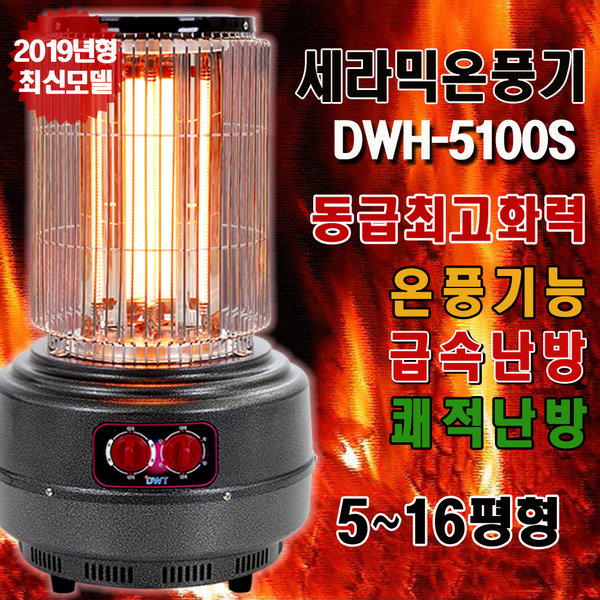 2019년형
최신모델
세라믹온풍기
DWH-5100S
동급최고화력
온풍기능
급속난방
쾌적난방
DWT
5~16평형